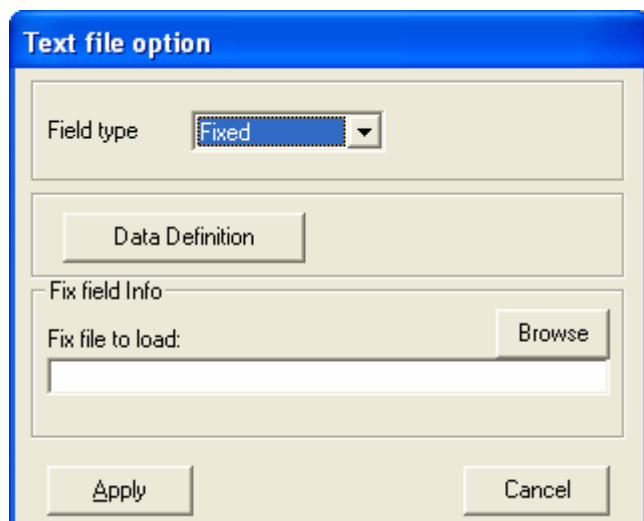 Text file option
Field type Fixed
Data Definition
Fix field Info
Browse
Fix file to load:
Apply Cancel